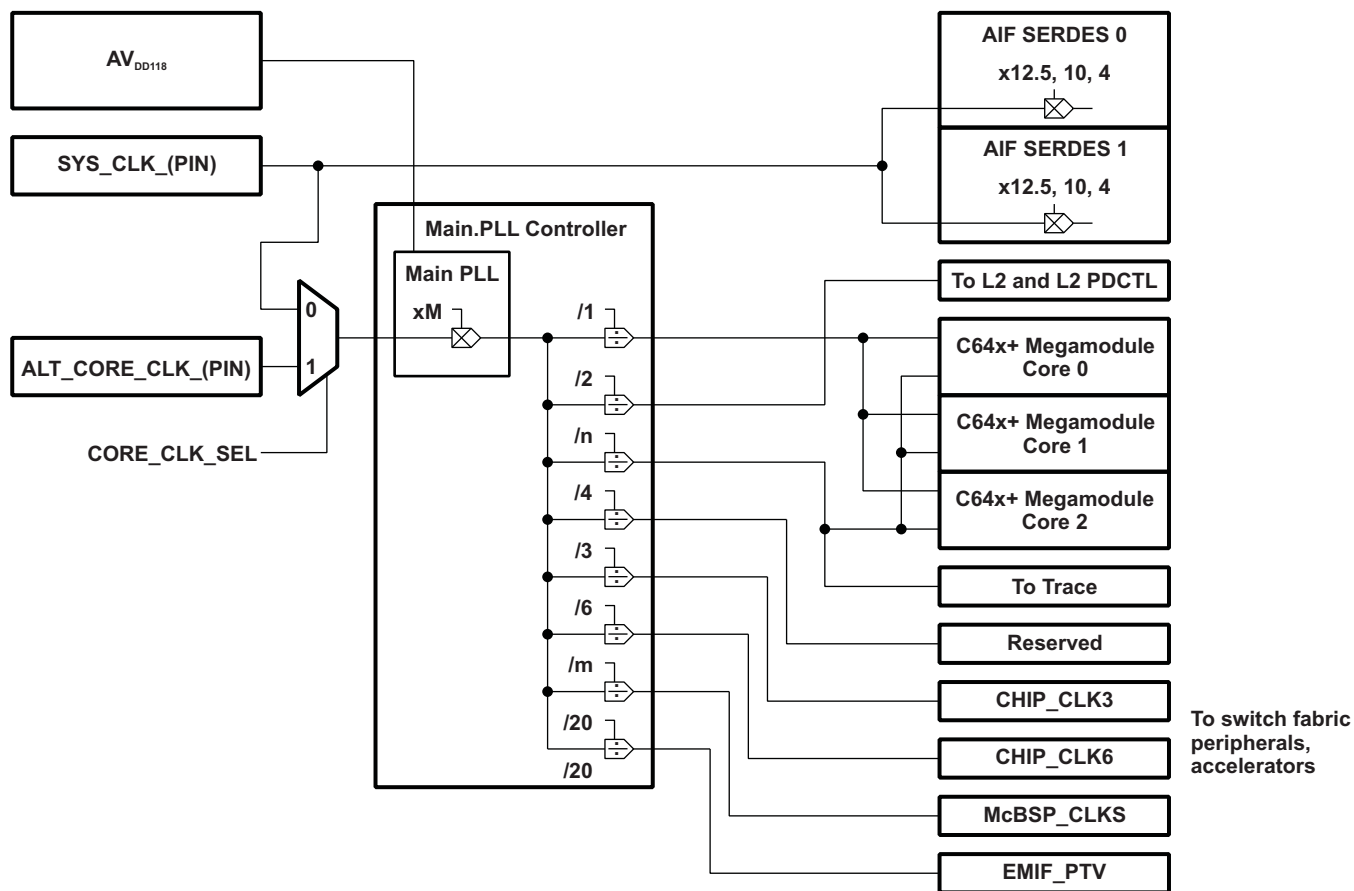 AVDD118
SYS_CLK_(PIN)
ALT_CORE_CLK_(PIN)
CORE_CLK_SEL
0
1
Main.PLL Controller
Main PLL
xM
/1
/2
/n
/4
/3
/6
/m
/20
/20
AIF SERDES 0
x12.5, 10, 4
AIF SERDES 1
x12.5, 10, 4
To L2 and L2 PDCTL
C64x+ Megamodule
Core 0
C64x+ Megamodule
Core 1
C64x+ Megamodule
Core 2
To Trace
Reserved
CHIP_CLK3
CHIP_CLK6
McBSP_CLKS
EMIF_PTV
To switch fabric
peripherals,
accelerators